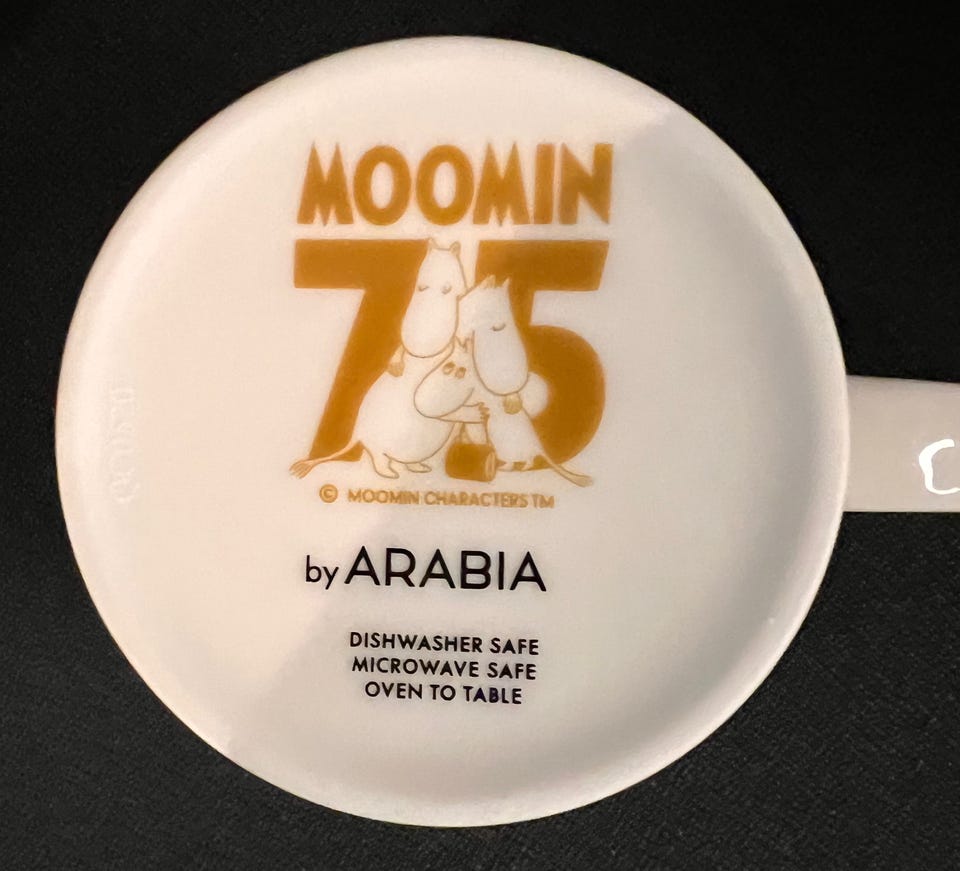 MOOMIN
75
© MOOMIN CHARACTERS TM
by ARABIA
DISHWASHER SAFE
MICROWAVE SAFE
OVEN TO TABLE